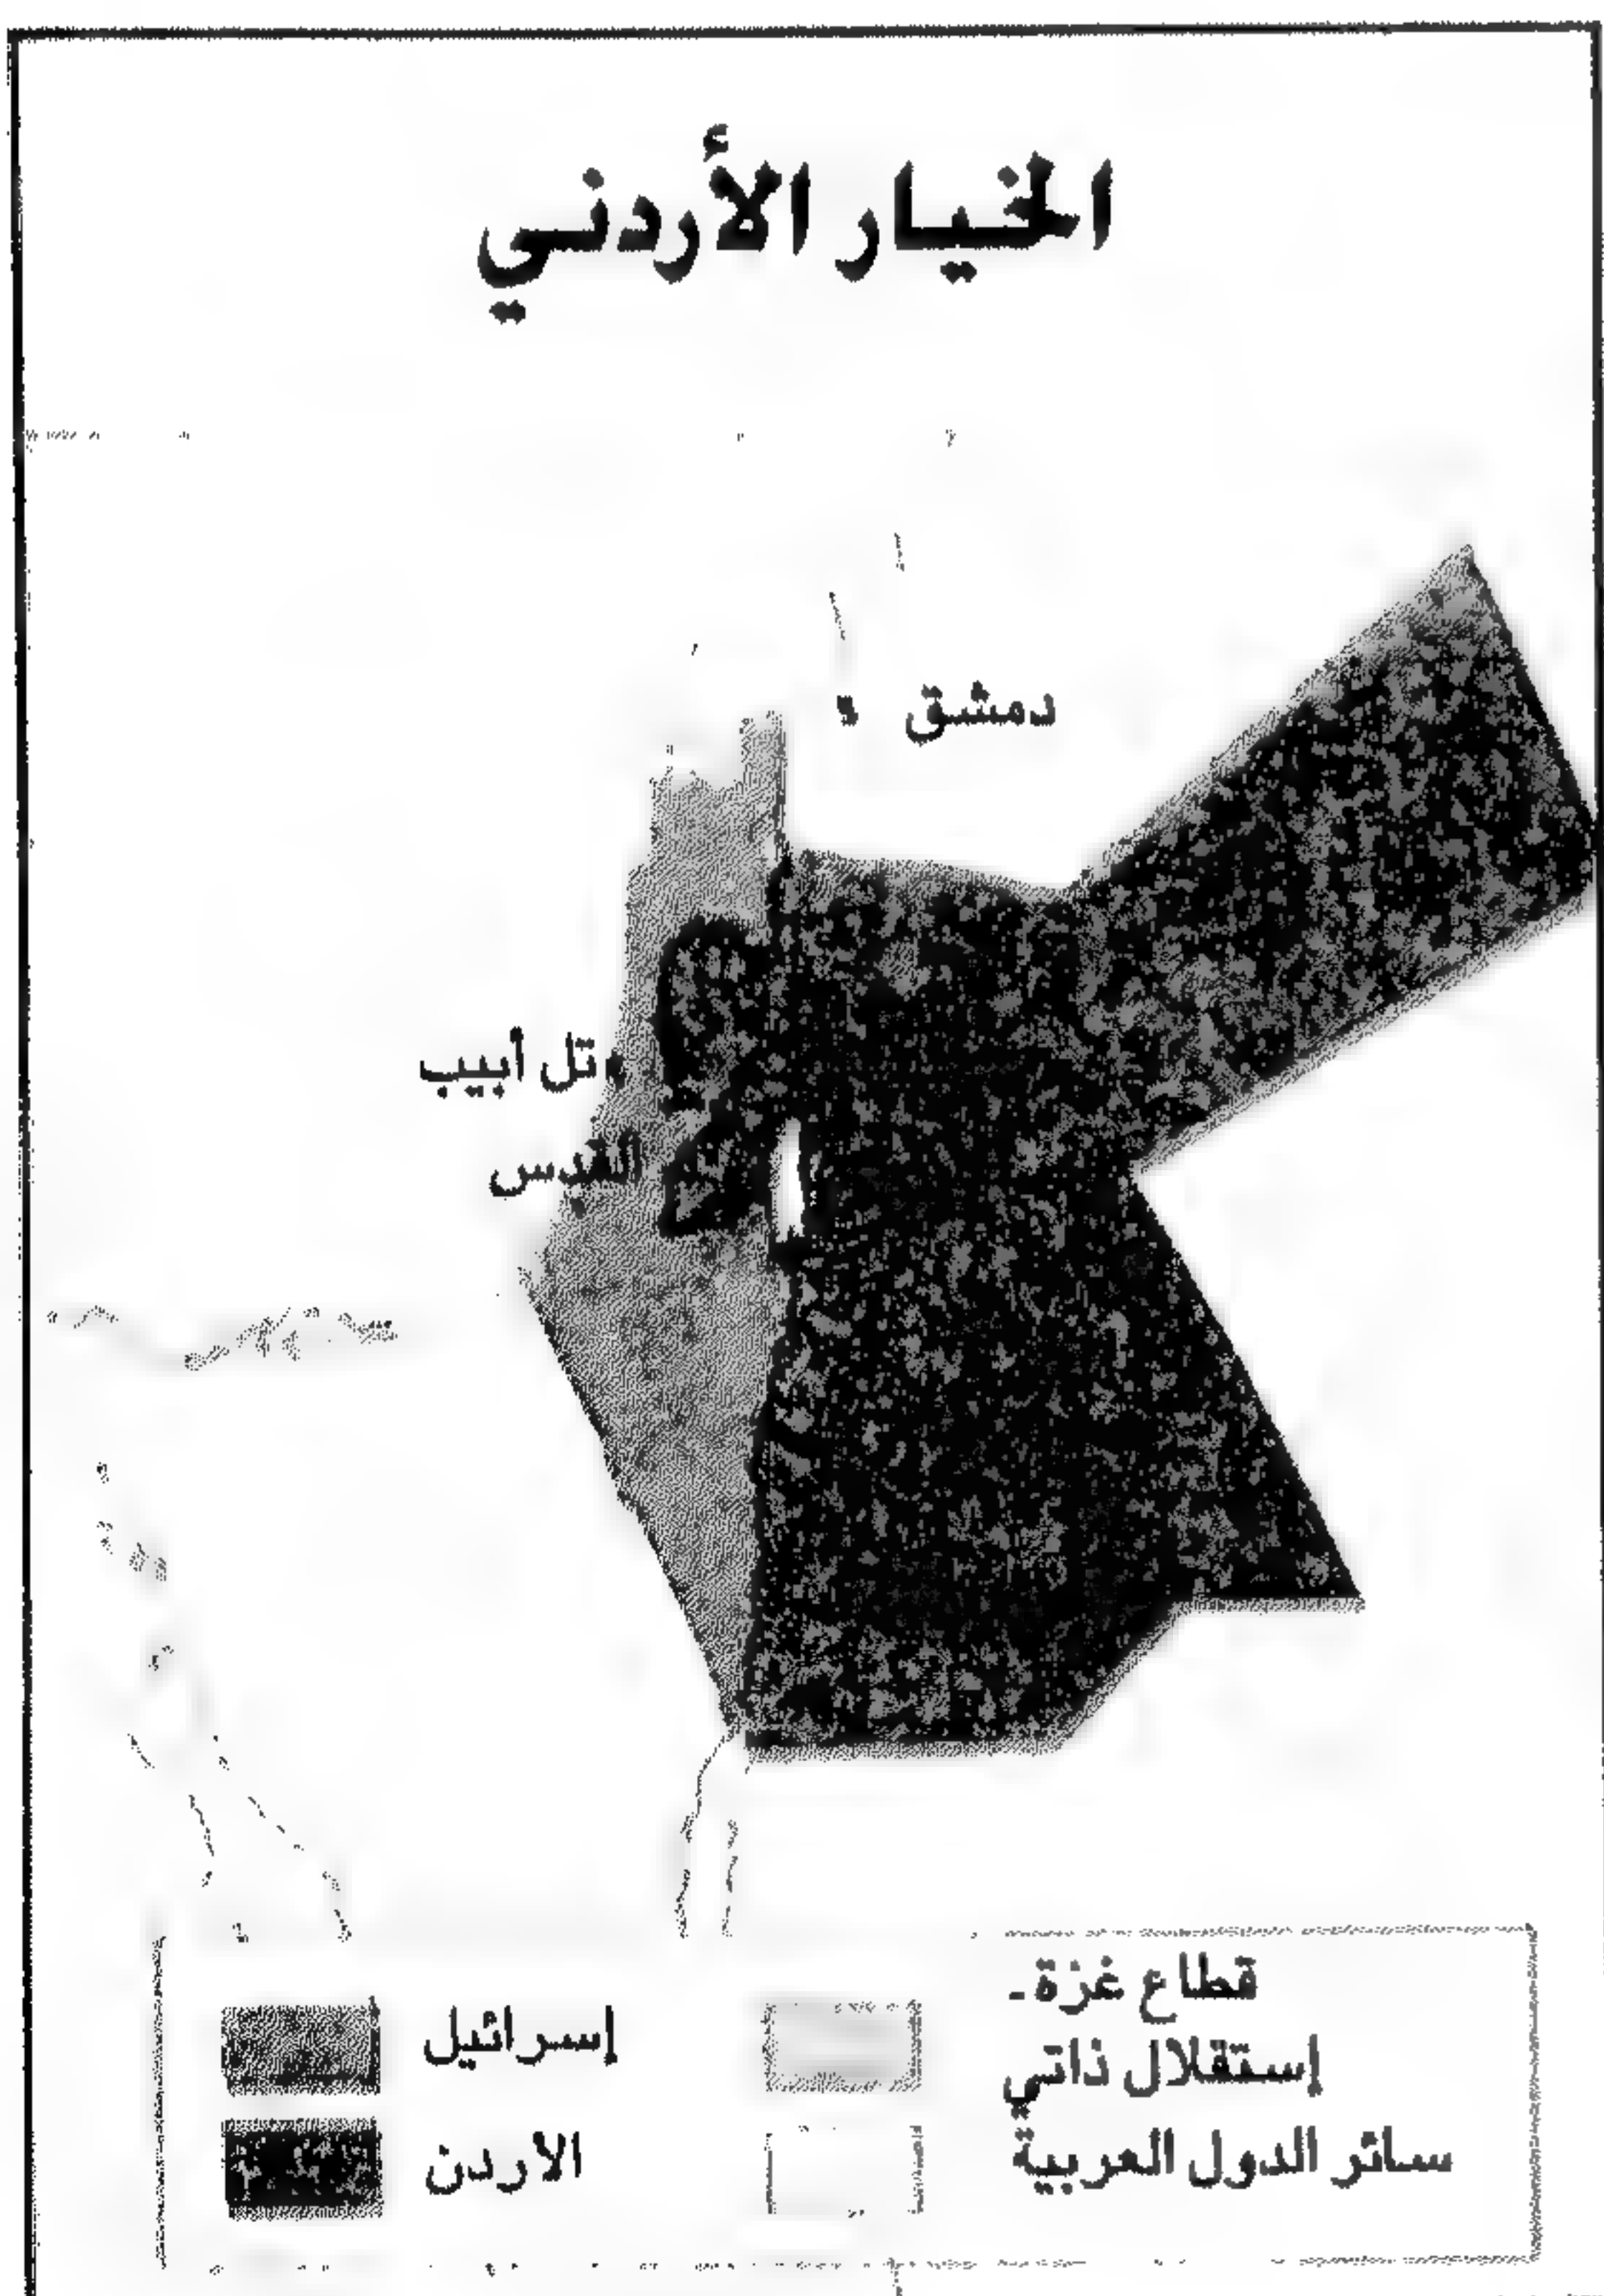 الخيار الأردني
دمشق
تل أبيب
القدس
قطاع غزة -
إستقلال ذاتي
سائر الدول العربية
إسرائيل
الاردن